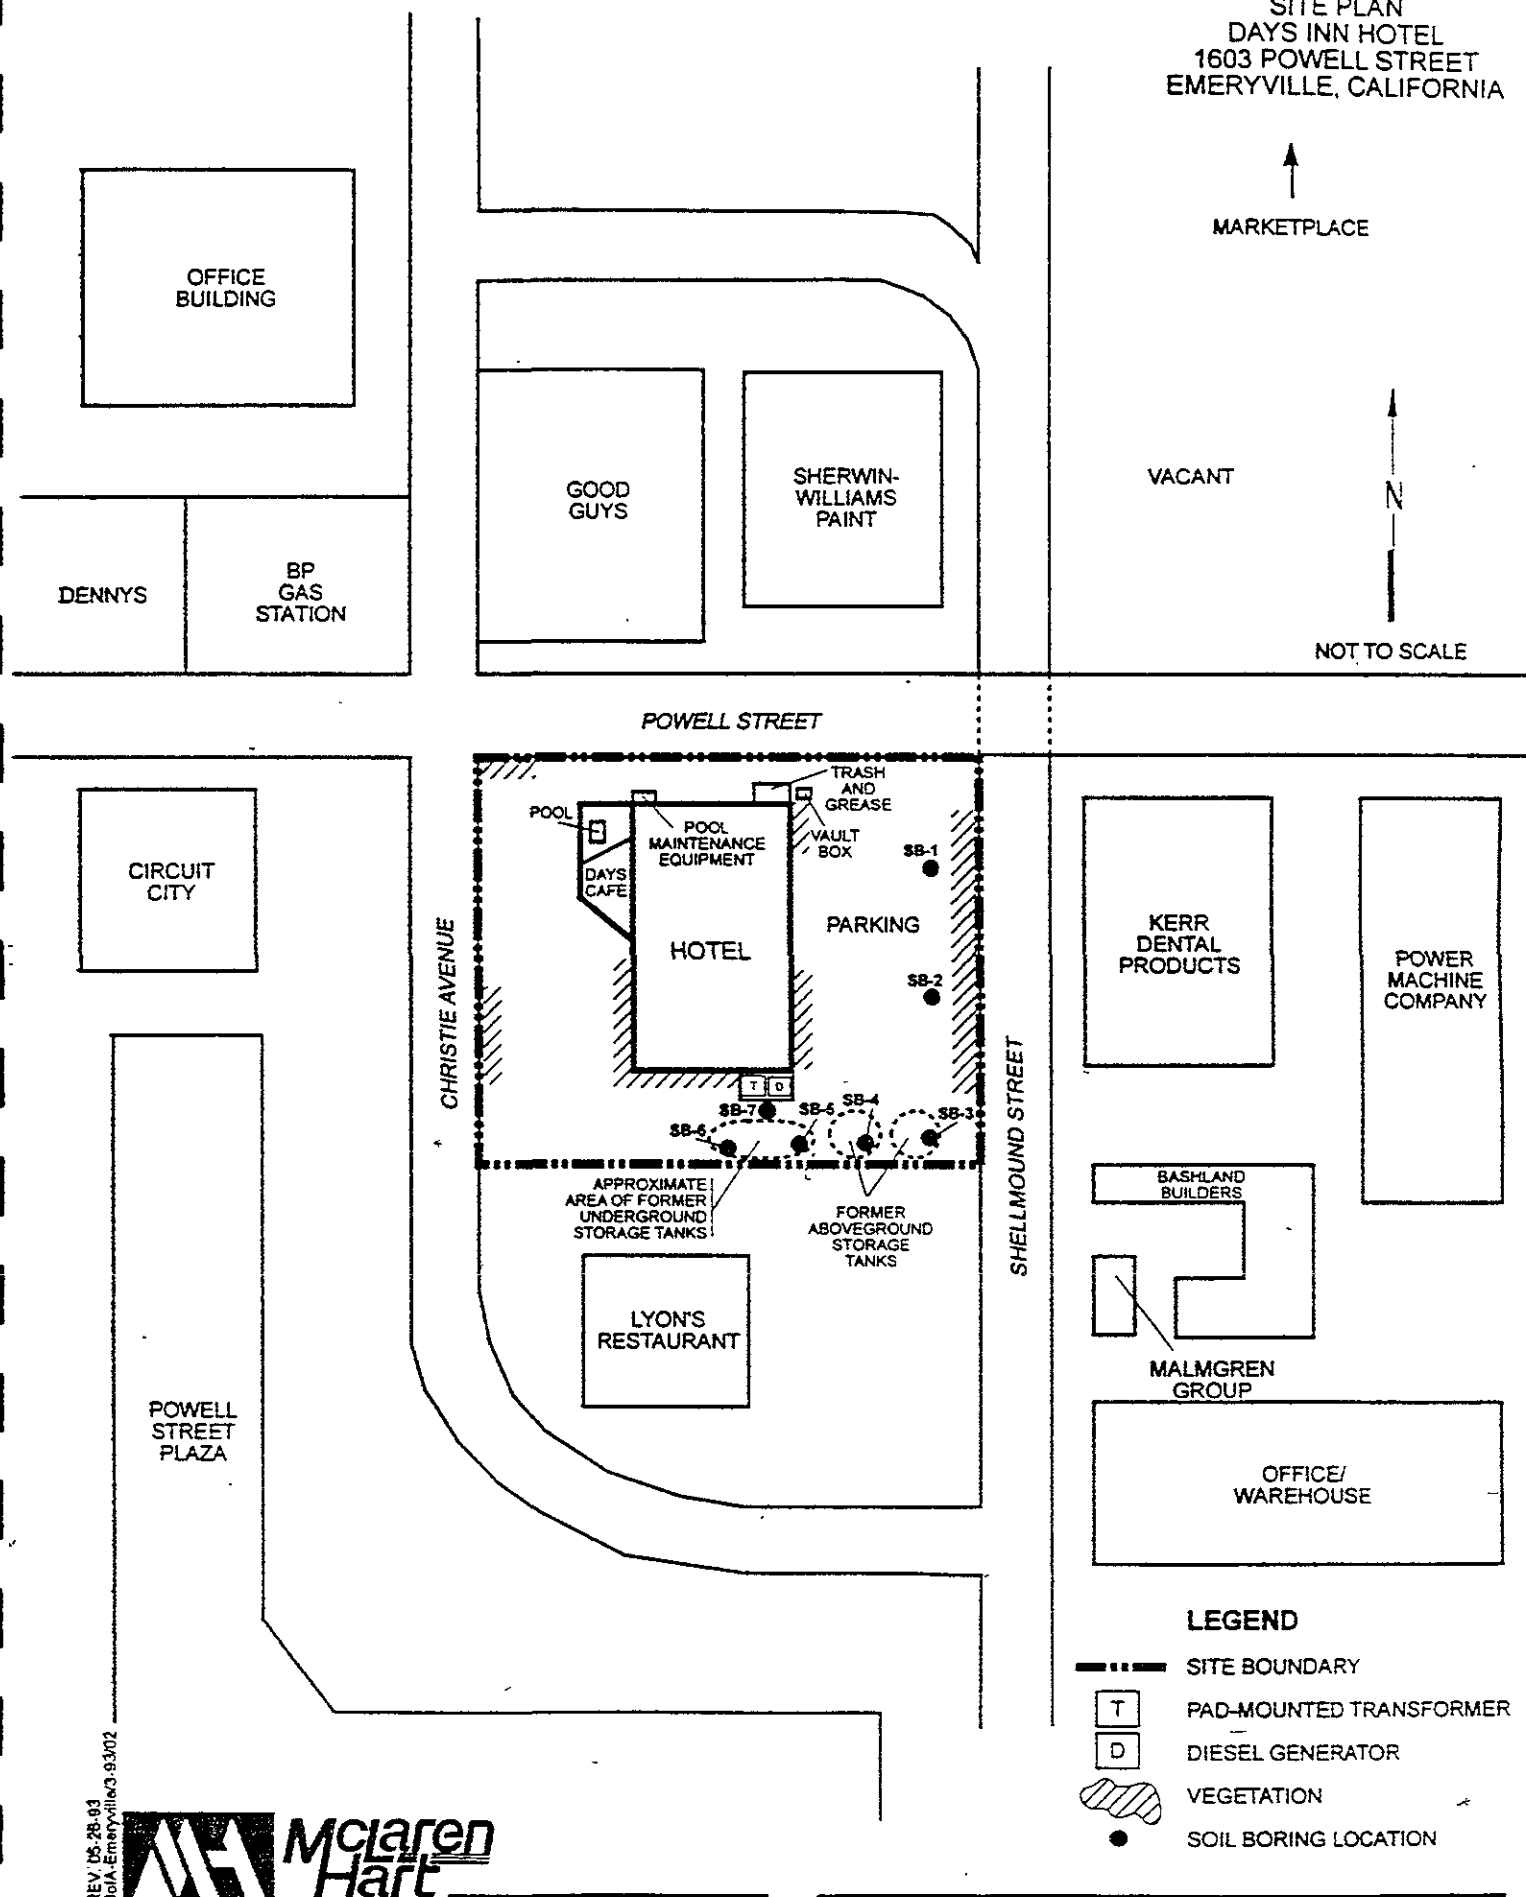 SITE PLAN
DAYS INN HOTEL
1603 POWELL STREET
EMERYVILLE, CALIFORNIA
MARKETPLACE
OFFICE
BUILDING
GOOD
GUYS
SHERWIN-
WILLIAMS
PAINT
VACANT
N
NOT TO SCALE
DENNYS
BP
GAS
STATION
POWELL STREET
TRASH
AND
GREASE
POOL
POOL
MAINTENANCE
EQUIPMENT
VAULT
BOX
DAYS
CAFE
SB-1
CIRCUIT
CITY
HOTEL
PARKING
SB-2
KERR
DENTAL
PRODUCTS
POWER
MACHINE
COMPANY
CHRISTIE AVENUE
SHELLMOUND STREET
T D
SB-7
SB-5
SB-4
SB-3
SB-6
APPROXIMATE
AREA OF FORMER
UNDERGROUND
STORAGE TANKS
FORMER
ABOVEGROUND
STORAGE
TANKS
BASHLAND
BUILDERS
LYON'S
RESTAURANT
MALMGREN
GROUP
POWELL
STREET
PLAZA
OFFICE/
WAREHOUSE
LEGEND
SITE BOUNDARY
T PAD-MOUNTED TRANSFORMER
D DIESEL GENERATOR
VEGETATION
SOIL BORING LOCATION
REV. 05-28-93
McLaren
Hart